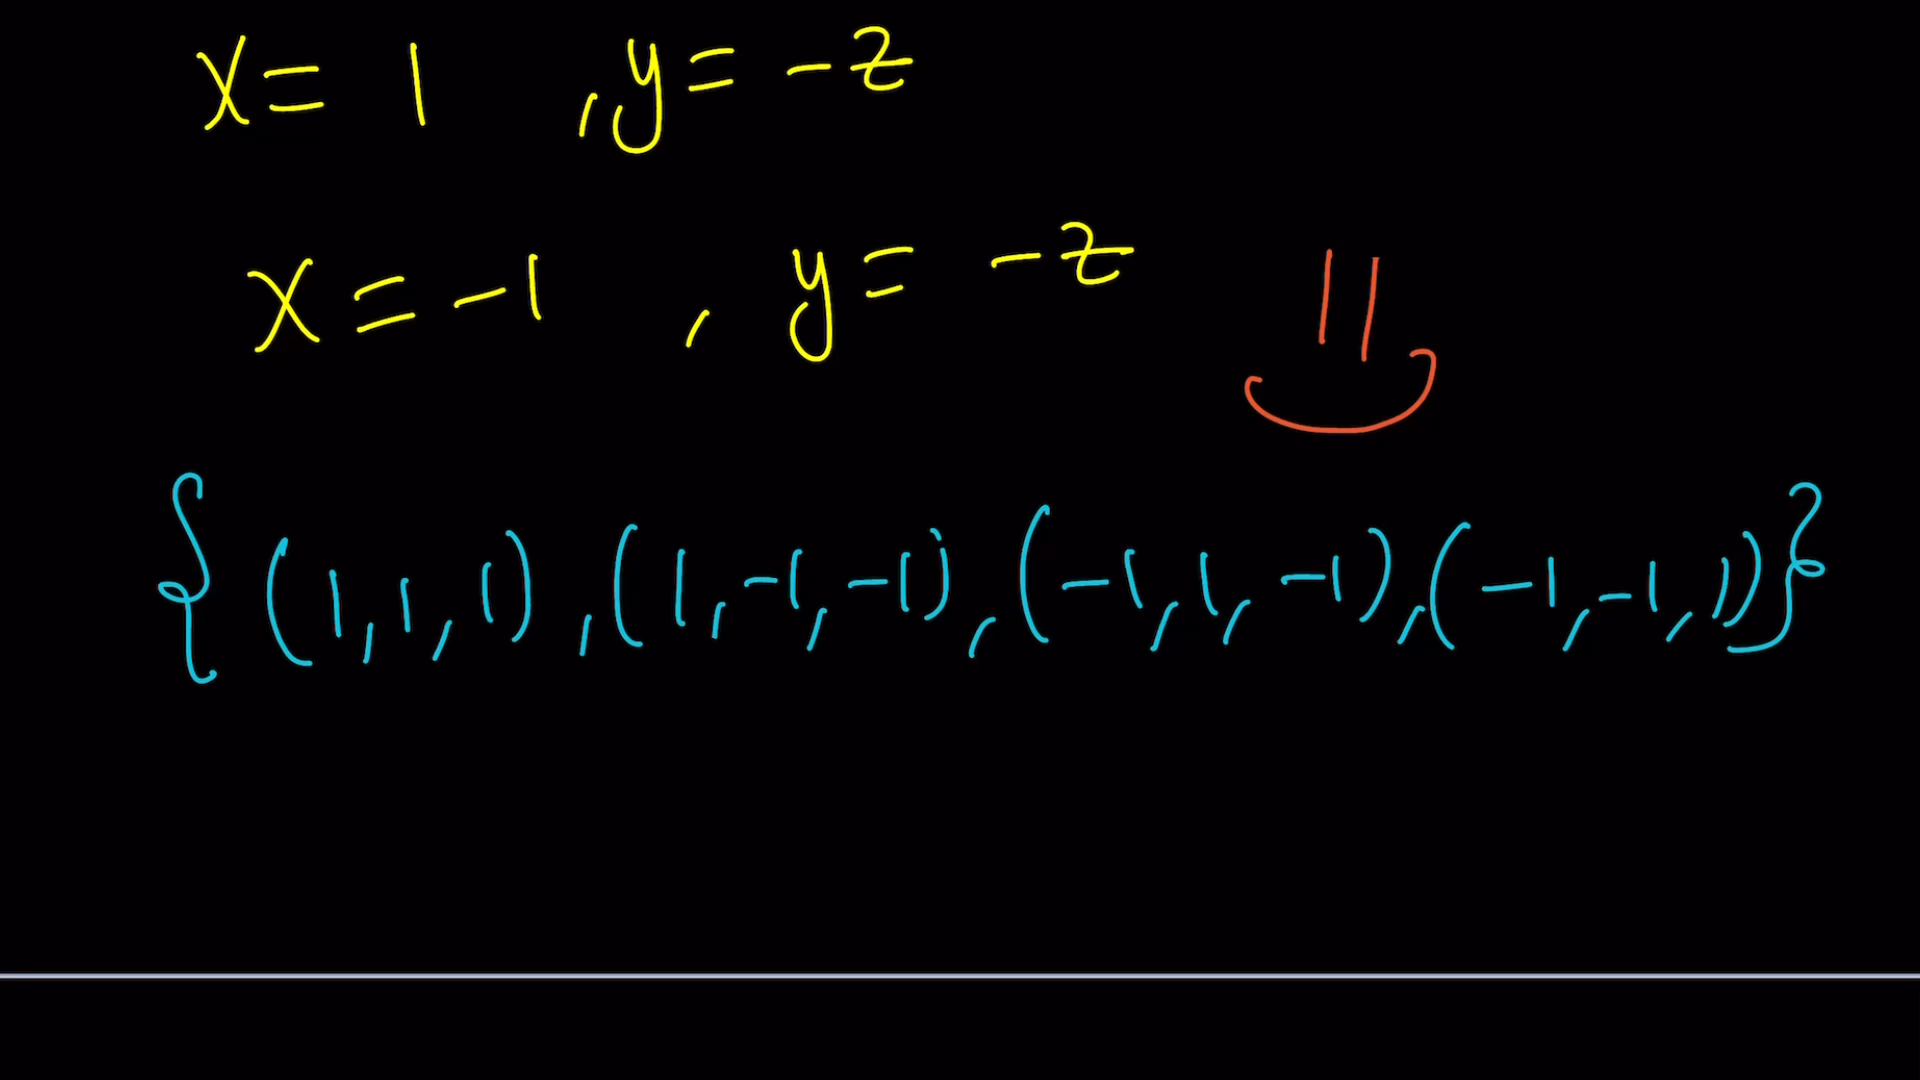 x = 1 , y = -z
x = -1 , y = -z
{ (1, 1, 1), (1, -1, -1), (-1, 1, -1), (-1, -1, 1) }